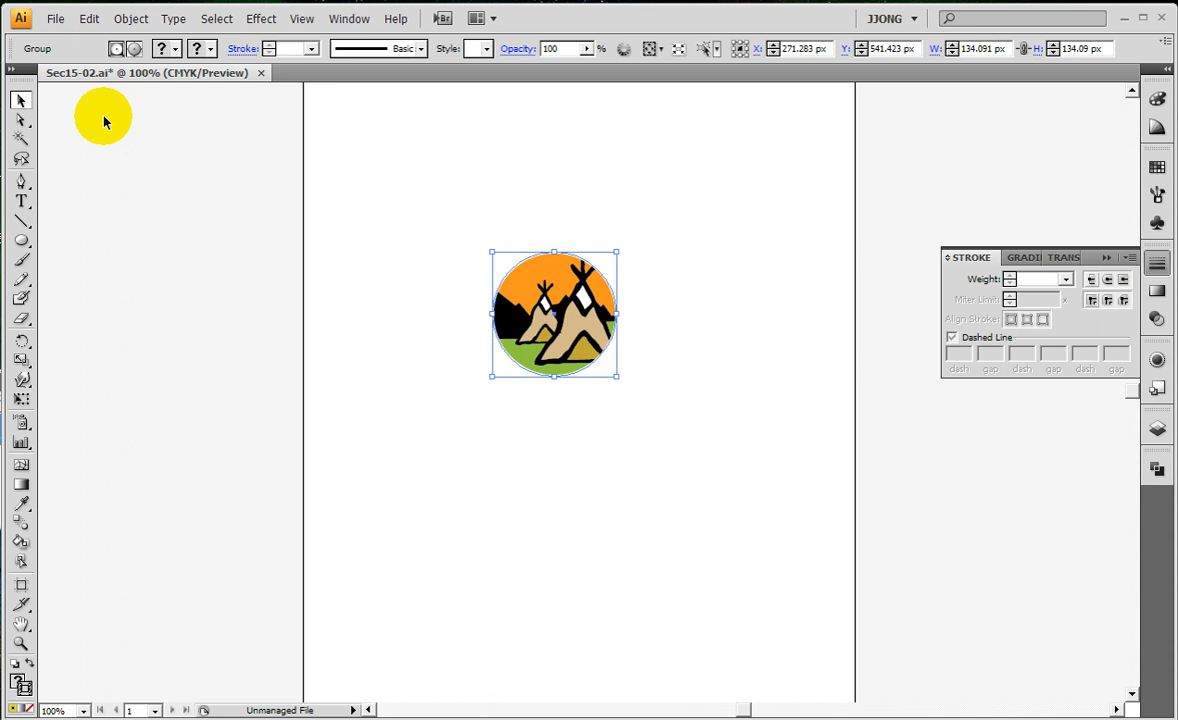 Ai File Edit Object Type Select Effect View Window Help Br JJONG
Group ? ? Stroke: Basic Style: Opacity: 100 % X: 271.283 px Y: 541.423 px W: 134.091 px H: 134.09 px
Sec15-02.ai* @ 100% (CMYK/Preview)
T
STROKE GRADI TRANS
Weight:
Miter Limit: x
Align Stroke:
Dashed Line
dash gap dash gap dash gap
?
100% 1 Unmanaged File